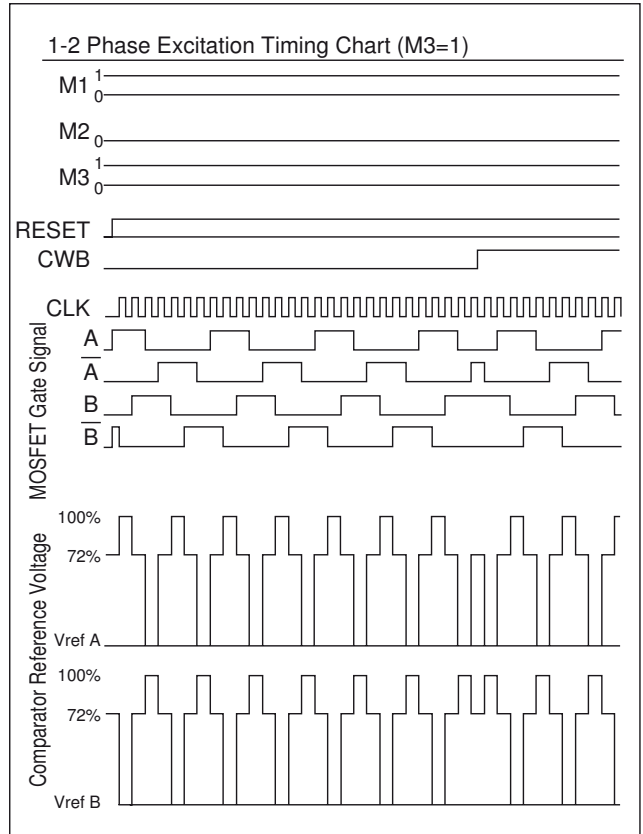 1-2 Phase Excitation Timing Chart (M3=1)
M1 1
0
M2 0
M3 1
0
RESET
CWB
CLK
MOSFET Gate Signal
A
A̅
B
B̅
Comparator Reference Voltage
100%
72%
Vref A
100%
72%
Vref B